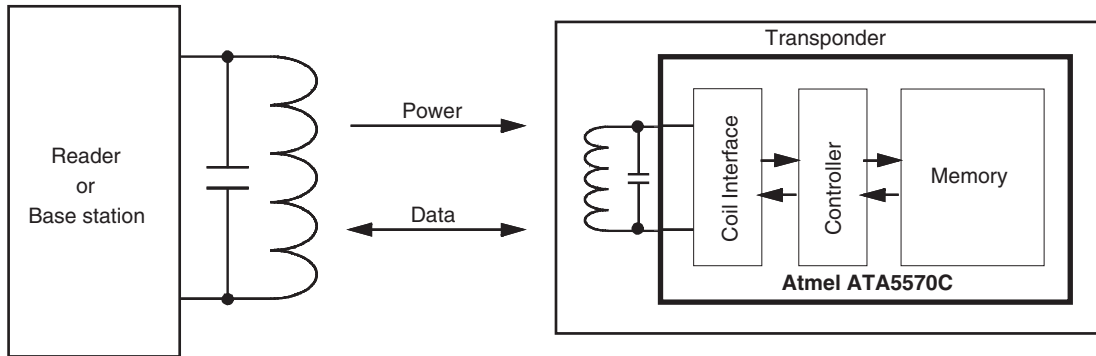 Reader
or
Base station
Power
Data
Transponder
Coil Interface
Controller
Memory
Atmel ATA5570C